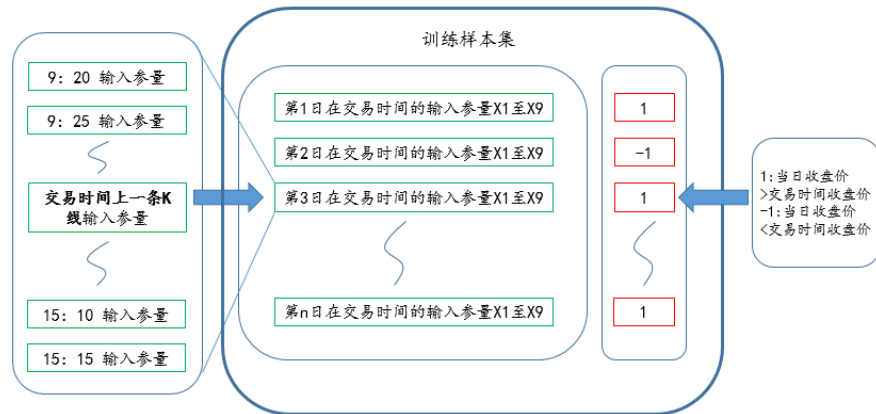 训练样本集
9: 20 输入参量
9: 25 输入参量
交易时间上一条K
线输入参量
15: 10 输入参量
15: 15 输入参量
第1日在交易时间的输入参量X1至X9
第2日在交易时间的输入参量X1至X9
第3日在交易时间的输入参量X1至X9
第n日在交易时间的输入参量X1至X9
1
-1
1
1
1:当日收盘价
>交易时间收盘价
-1:当日收盘价
<交易时间收盘价